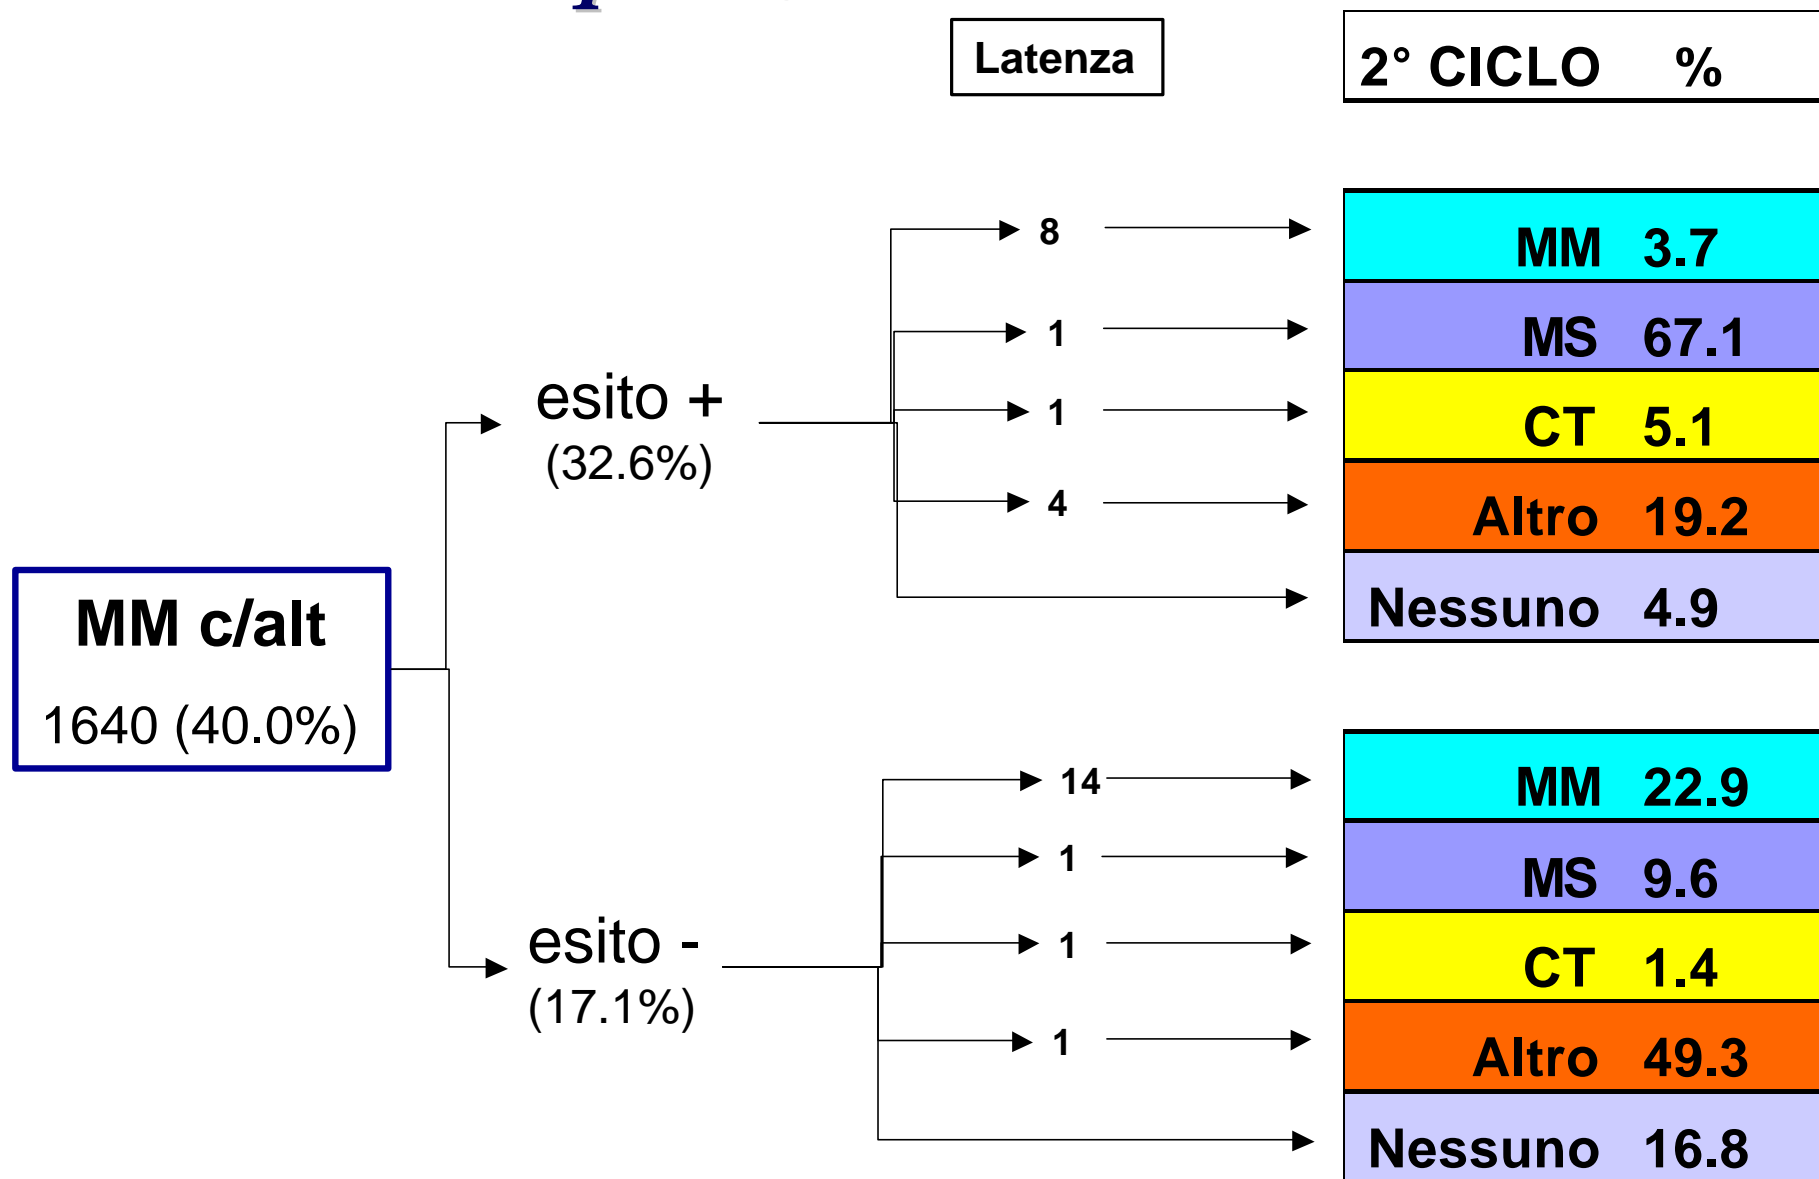 Latenza
2° CICLO %
8
MM 3.7
1
MS 67.1
esito +
(32.6%)
1
CT 5.1
4
Altro 19.2
Nessuno 4.9
MM c/alt
1640 (40.0%)
14
MM 22.9
1
MS 9.6
esito -
(17.1%)
1
CT 1.4
1
Altro 49.3
Nessuno 16.8